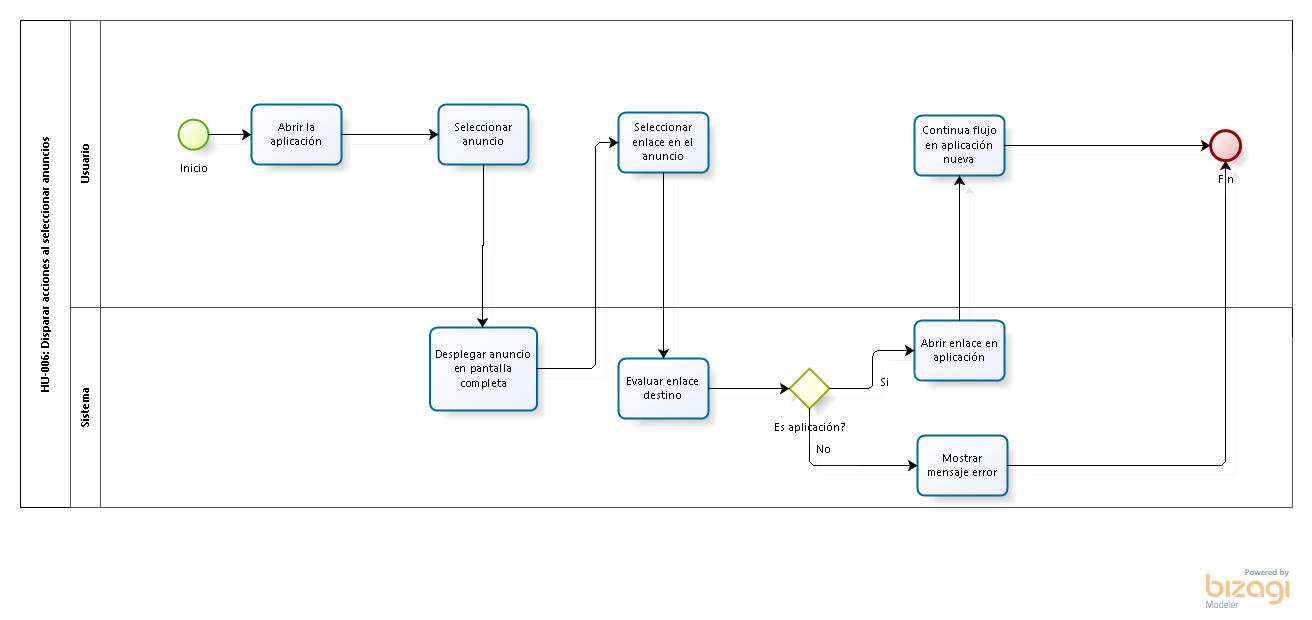 HU-006: Disparar acciones al seleccionar anuncios
Usuario
Inicio
Abrir la
aplicación
Seleccionar
anuncio
Seleccionar
enlace en el
anuncio
Continua flujo
en aplicación
nueva
Fin
Sistema
Desplegar anuncio
en pantalla
completa
Evaluar enlace
destino
Es aplicación?
Si
No
Abrir enlace en
aplicación
Mostrar
mensaje error
Powered by
bizagi
Modeler